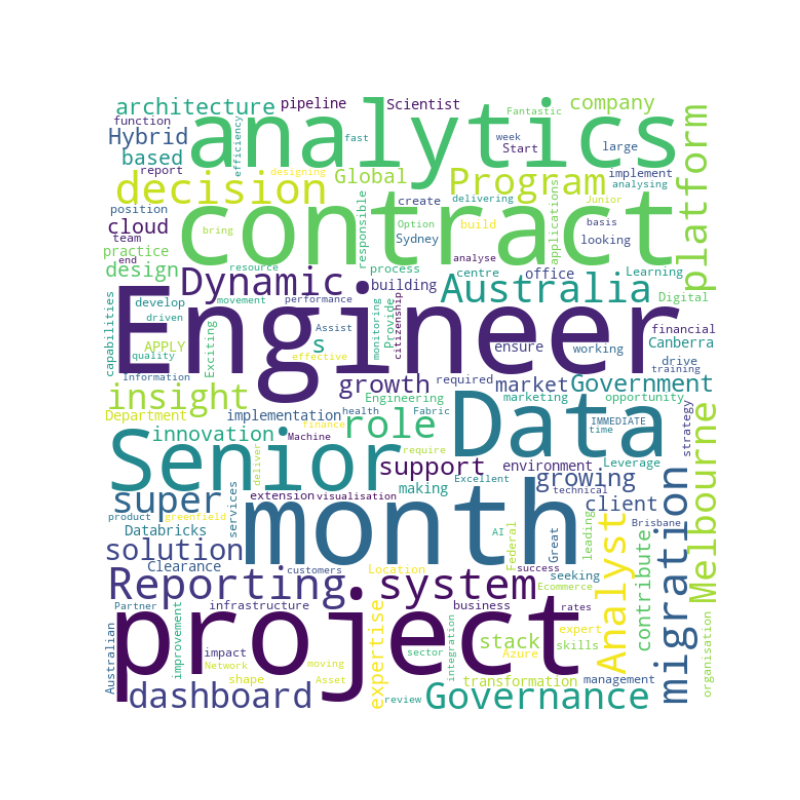 architecture
pipeline
Scientist
Fantastic
company
function
analytics
week
large
platform
Hybrid
efficiency
fast
Start
implement
based
designing
Global
Program
analysing
report
decision
responsible
create
delivering
applications
Junior
position
contract
Option
build
basis
cloud
bring
Sydney
looking
team
practice
end
analyse
design
resource
process
centre
office
Learning
capabilities
movement
Dynamic
building
Australia
Digital
develop
performance
driven
Exciting
Engineer
monitoring
Provide
citizenship
financial
APPLY
Assist
s
ensure
working
Canberra
quality
effective
drive
Information
training
insight
growth
required
market
Government
Department
implementation
health
Engineering
Fabric
marketing
opportunity
finance
role
Data
IMMEDIATE
time
strategy
Melbourne
innovation
Machine
require
Senior
deliver
support
environment
Leverage
extension
visualisation
making
Excellent
growing
technical
super
services
month
client
migration
product
greenfield
Databricks
AI
Federal
Great
leading
Analyst
Brisbane
contribute
solution
Clearance
customers
Location
seeking
success
Reporting
system
Ecommerce
Partner
infrastructure
business
rates
Australian
improvement
project
expertise
stack
expert
skills
impact
sector
integration
Azure
organisation
Network
moving
shape
Asset
transformation
management
dashboard
review
Governance